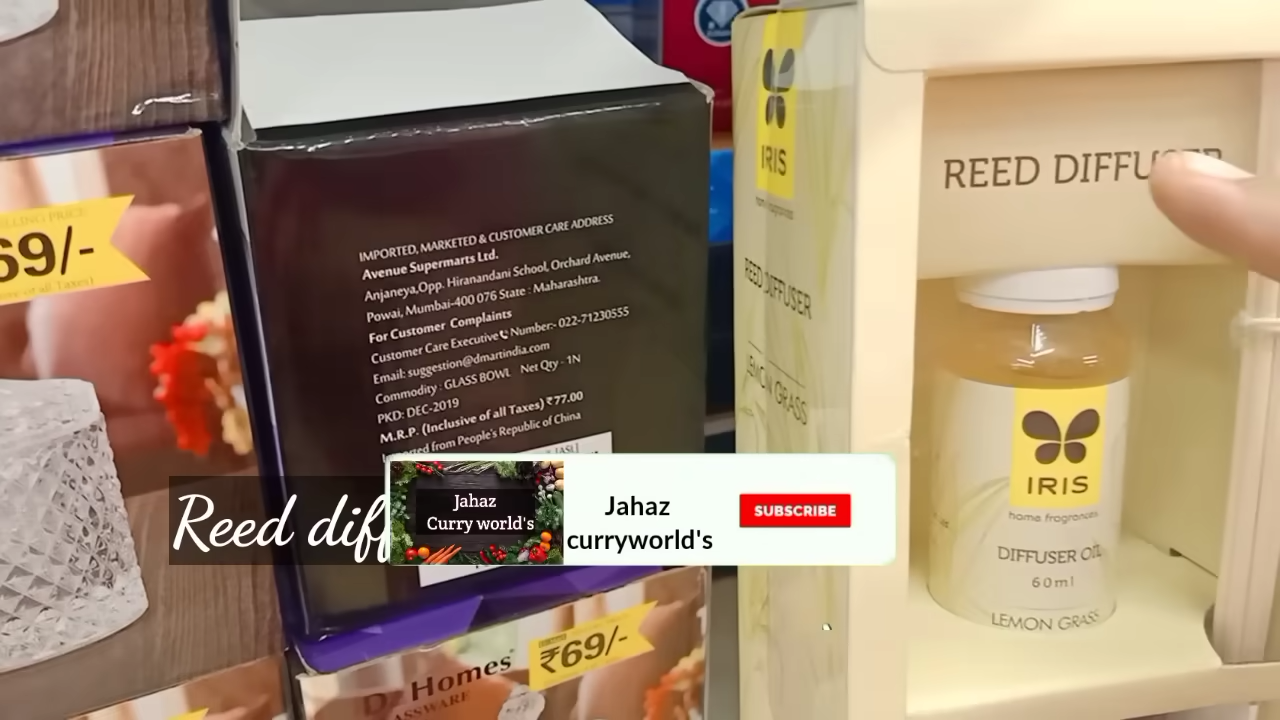 69/-
IMPORTED, MARKETED & CUSTOMER CARE ADDRESS
Avenue Supermarts Ltd.
Anjaneya,Opp. Hiranandani School, Orchard Avenue,
Powai, Mumbai-400 076 State : Maharashtra.
For Customer Complaints
Customer Care Executive Number:- 022-71230555
Email: suggestion@dmartindia.com
Commodity : GLASS BOWL Net Qty - 1N
PKD: DEC-2019
M.R.P. (Inclusive of all Taxes) ₹77.00
from People's Republic of China
IRIS
home fragrances
REED DIFFUSER
LEMON GRASS
REED
IRIS
home fragrances
DIFFUSER OIL
60ml
LEMON GRASS
Reed
Jahaz
Curry world's
Jahaz
curryworld's
SUBSCRIBE
₹69/-
Homes